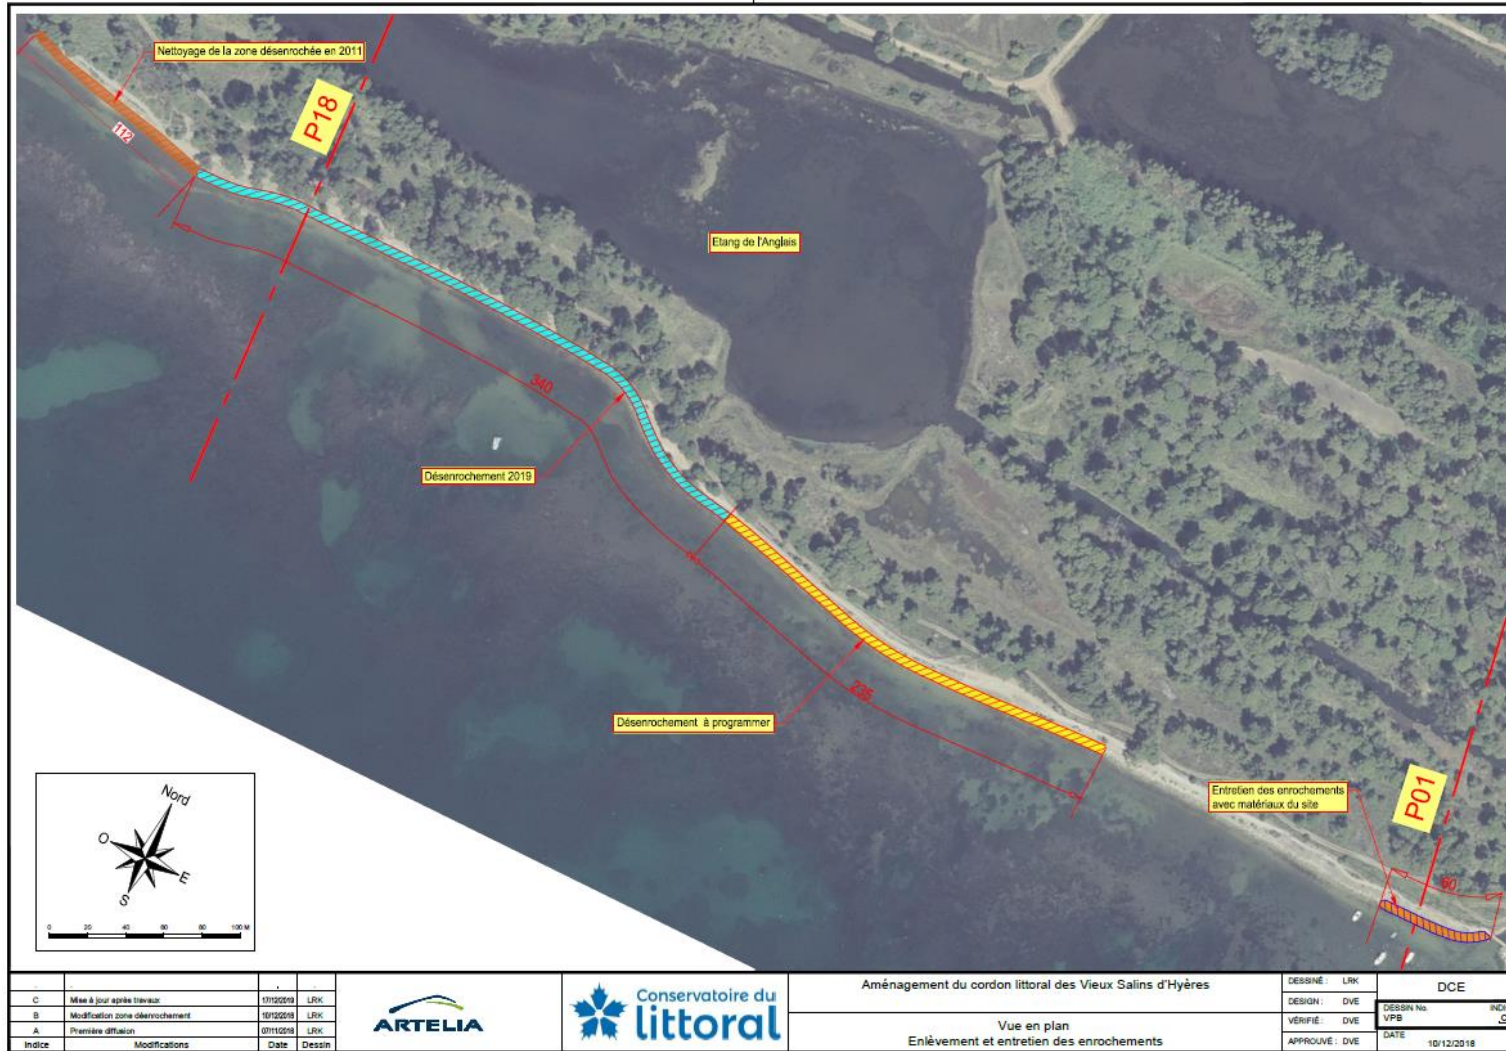 Nettoyage de la zone désenrochée en 2011
P18
112
Etang de l'Anglais
340
Désenrochement 2019
235
Désenrochement à programmer
Entretien des enrochements
avec matériaux du site
P01
60
Nord
O
E
S
0 20 40 60 80 100 M
C Mise à jour après travaux 17/12/2019 LRK
B Modification zone désenrochement 10/12/2018 LRK
A Première diffusion 07/11/2018 LRK
Indice Modifications Date Dessin
ARTELIA
Conservatoire du
littoral
Aménagement du cordon littoral des Vieux Salins d'Hyères
Vue en plan
Enlèvement et entretien des enrochements
DESSINÉ : LRK
DESIGN : DVE
VÉRIFIÉ : DVE
APPROUVÉ : DVE
DCE
DESSIN No. INDI
VPB C
DATE
10/12/2018